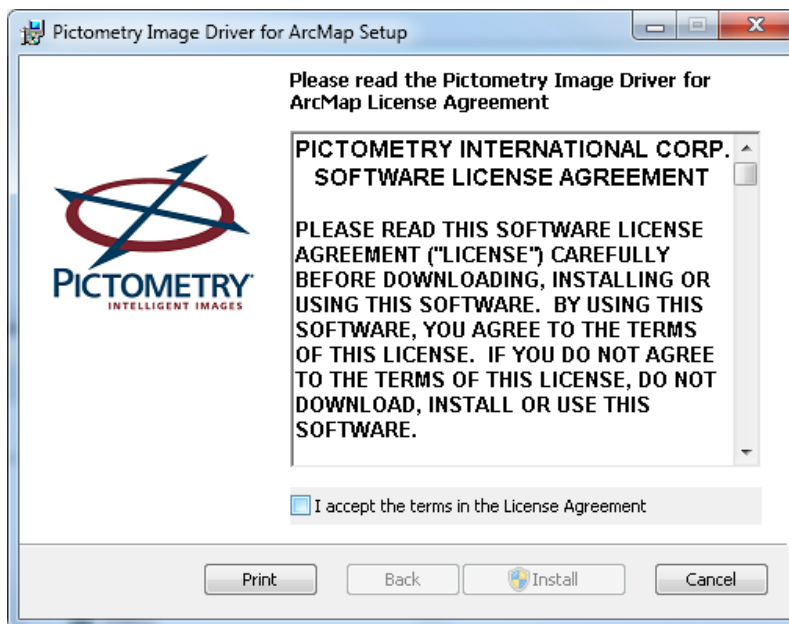 Pictometry Image Driver for ArcMap Setup
Please read the Pictometry Image Driver for
ArcMap License Agreement
PICTOMETRY
INTELLIGENT IMAGES
PICTOMETRY INTERNATIONAL CORP.
SOFTWARE LICENSE AGREEMENT
PLEASE READ THIS SOFTWARE LICENSE
AGREEMENT ("LICENSE") CAREFULLY
BEFORE DOWNLOADING, INSTALLING OR
USING THIS SOFTWARE.  BY USING THIS
SOFTWARE, YOU AGREE TO THE TERMS
OF THIS LICENSE.  IF YOU DO NOT AGREE
TO THE TERMS OF THIS LICENSE, DO NOT
DOWNLOAD, INSTALL OR USE THIS
SOFTWARE.
I accept the terms in the License Agreement
Print Back Install Cancel